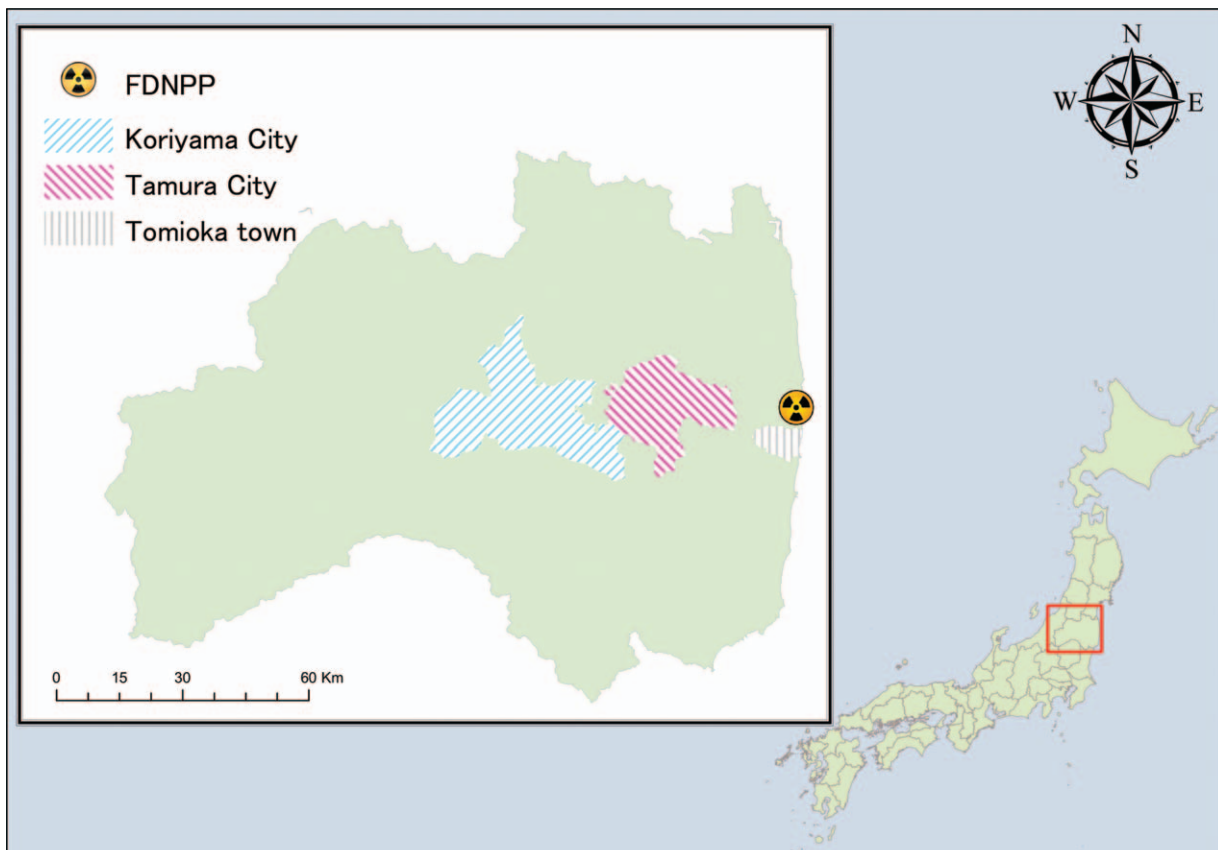 FDNPP
Koriyama City
Tamura City
Tomioka town
0 15 30 60 Km
N
W E
S